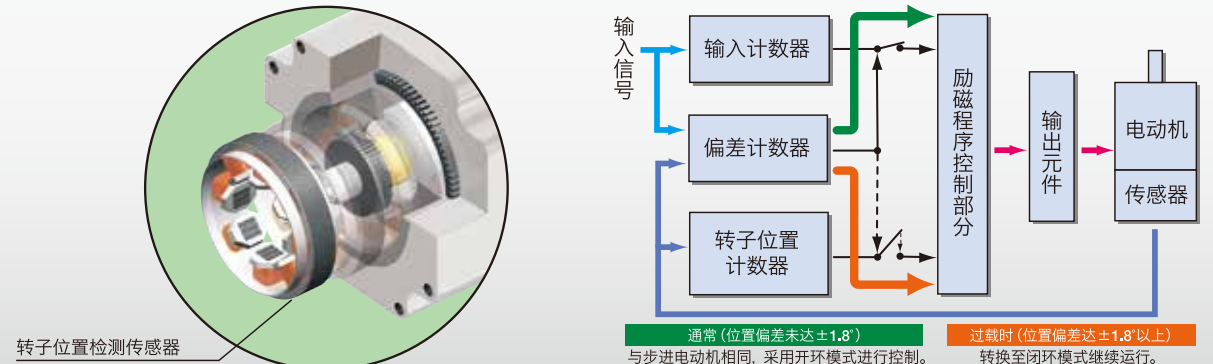 转子位置检测传感器
输入信号
输入计数器
偏差计数器
转子位置
计数器
励磁程序控制部分
输出元件
电动机
传感器
通常（位置偏差未达±1.8°）
与步进电动机相同，采用开环模式进行控制。
过载时（位置偏差达±1.8°以上）
转换至闭环模式继续运行。